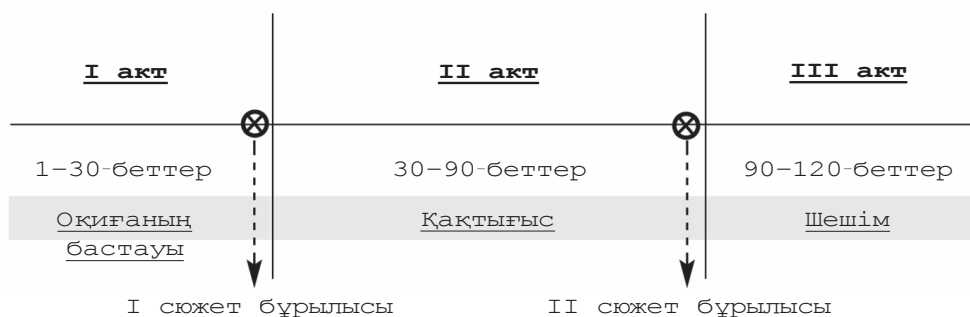 I акт
II акт
III акт
1–30-беттер
30–90-беттер
90–120-беттер
Оқиғаның
бастауы
Қақтығыс
Шешім
I сюжет бұрылысы
II сюжет бұрылысы